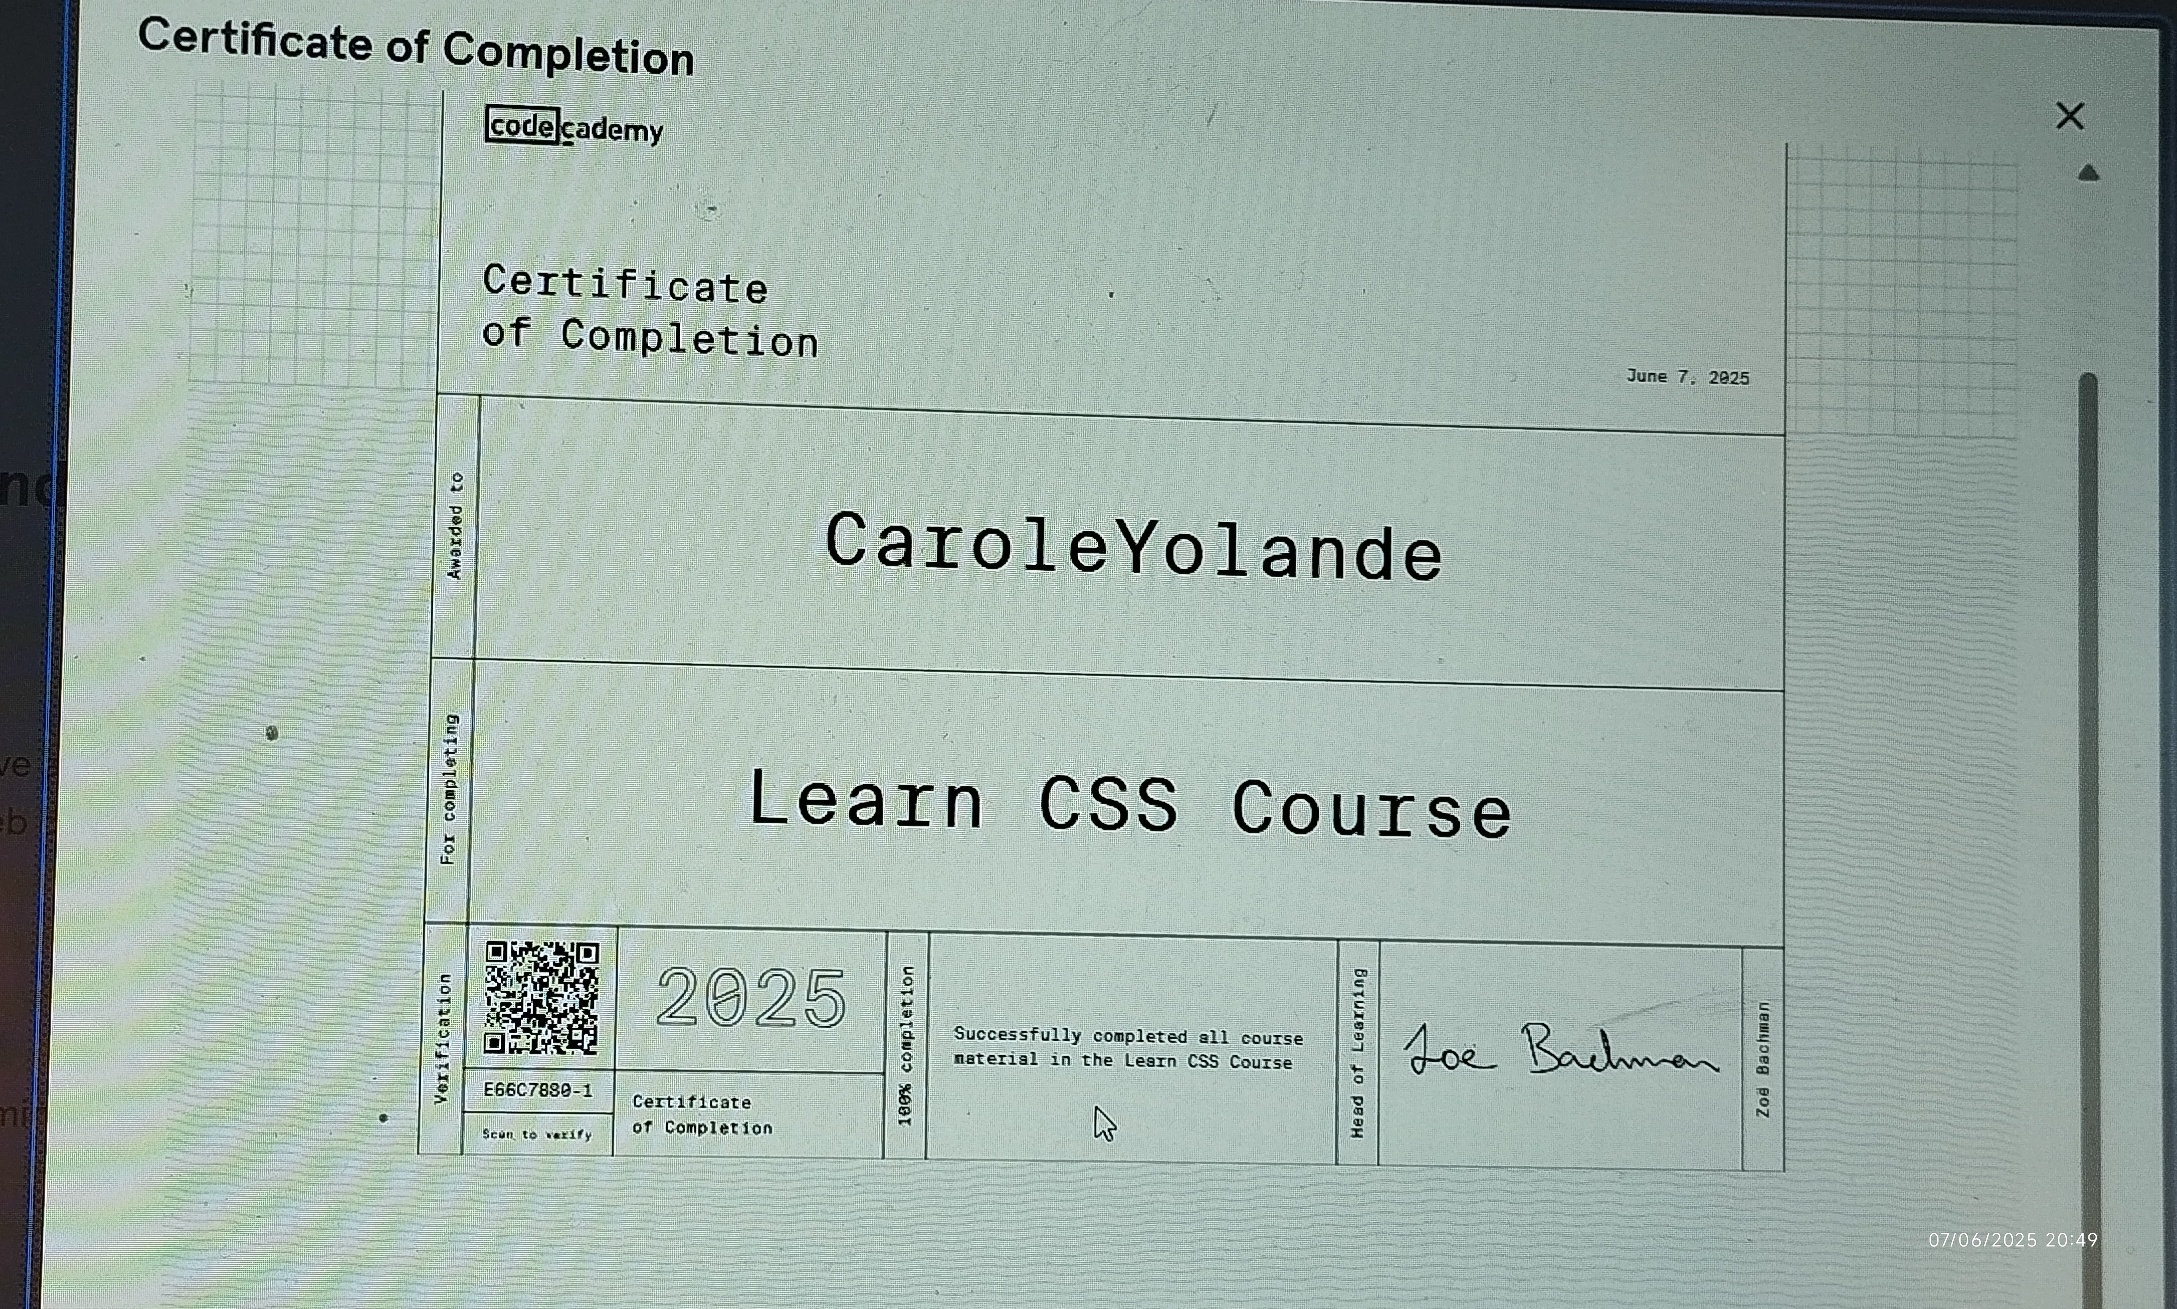 Certificate of Completion
codecademy
Certificate
of Completion
June 7, 2025
Awarded to
CaroleYolande
For completing
Learn CSS Course
Verification
E66C7880-1
Scan to verify
2025
Certificate
of Completion
100% completion
Successfully completed all course
material in the Learn CSS Course
Head of Learning
Zoë Bachman
Zoë Bachman
07/06/2025 20:49